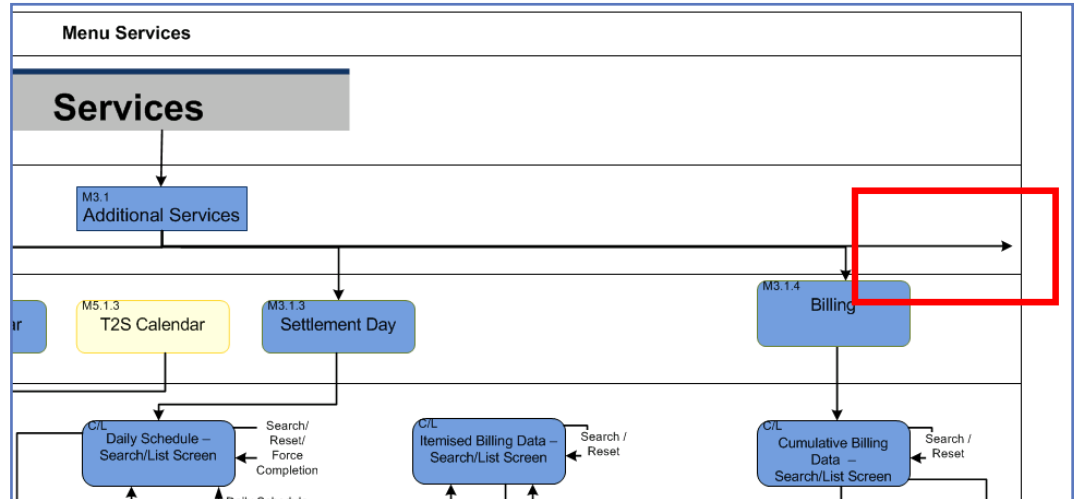 Menu Services
Services
M3.1
Additional Services
M5.1.3
T2S Calendar
M3.1.3
Settlement Day
M3.1.4
Billing
C/L
Daily Schedule –
Search/List Screen
Search/
Reset/
Force
Completion
C/L
Itemised Billing Data –
Search/List Screen
Search /
Reset
C/L
Cumulative Billing
Data –
Search/List Screen
Search /
Reset